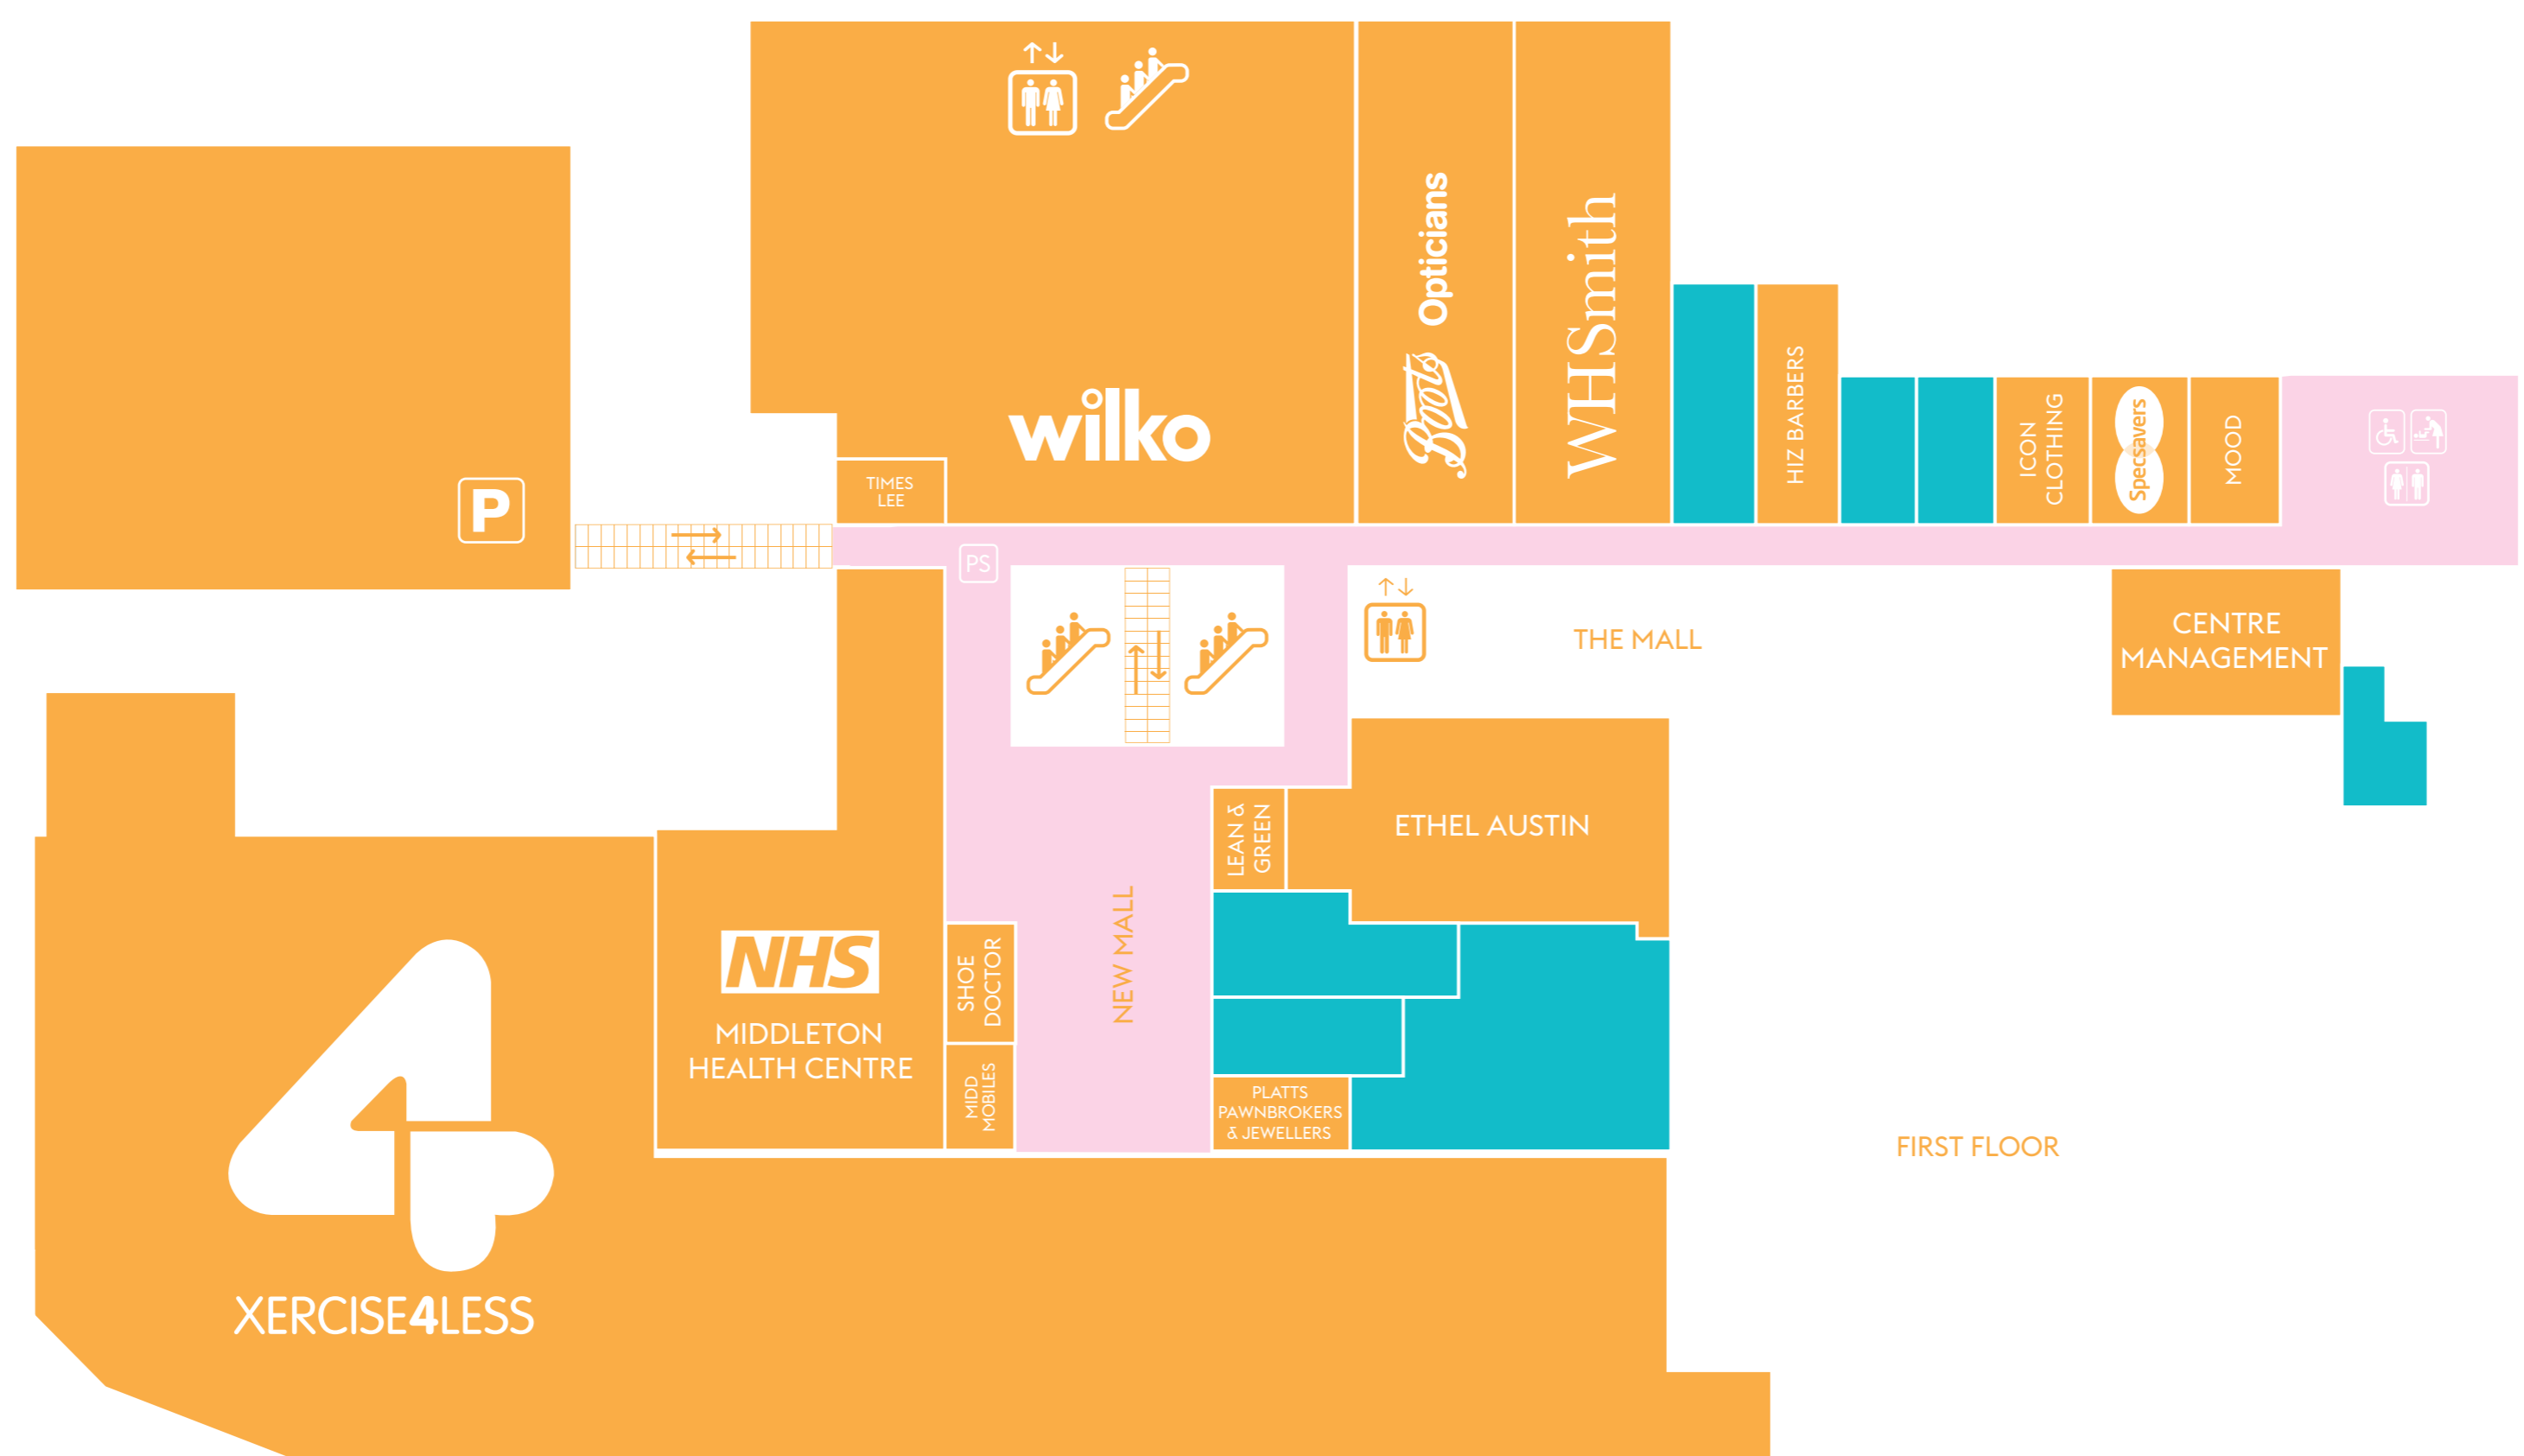 wilko
Boots Opticians
WHSmith
HIZ BARBERS
ICON
CLOTHING
Specsavers
MOOD
TIMES
LEE
P
PS
THE MALL
CENTRE
MANAGEMENT
LEAN &
GREEN
ETHEL AUSTIN
NEW MALL
NHS
MIDDLETON
HEALTH CENTRE
SHOE
DOCTOR
MIDD
MOBILES
PLATTS
PAWNBROKERS
& JEWELLERS
FIRST FLOOR
4
XERCISE4LESS